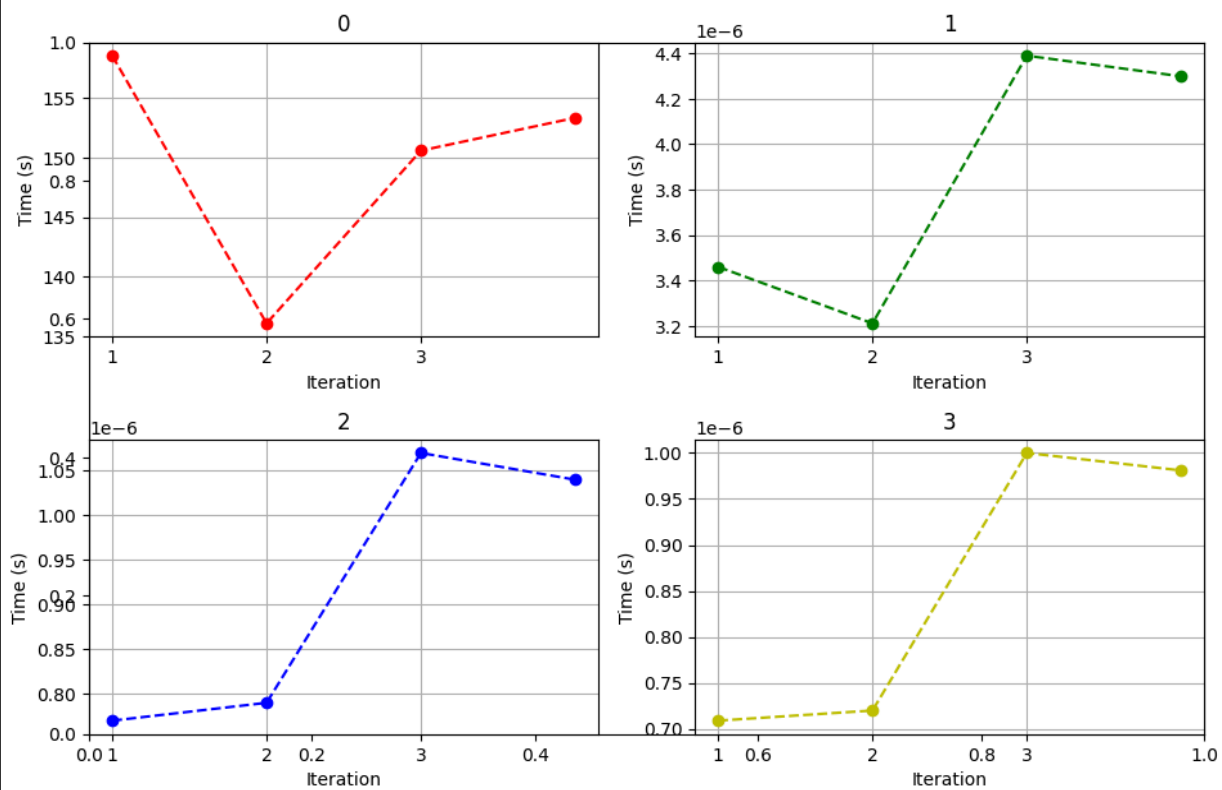 0
1
1e−6
1.0
155
150
0.8
145
140
0.6
135
Time (s)
1 2 3
Iteration
4.4
4.2
4.0
3.8
3.6
3.4
3.2
Time (s)
1 2 3
Iteration
2
1e−6
0.4
1.05
1.00
0.95
0.2
0.90
0.85
0.80
0.0
Time (s)
0.0 1 2 0.2 3 0.4
Iteration
3
1e−6
1.00
0.95
0.90
0.85
0.80
0.75
0.70
Time (s)
1 0.6 2 0.8 3 1.0
Iteration